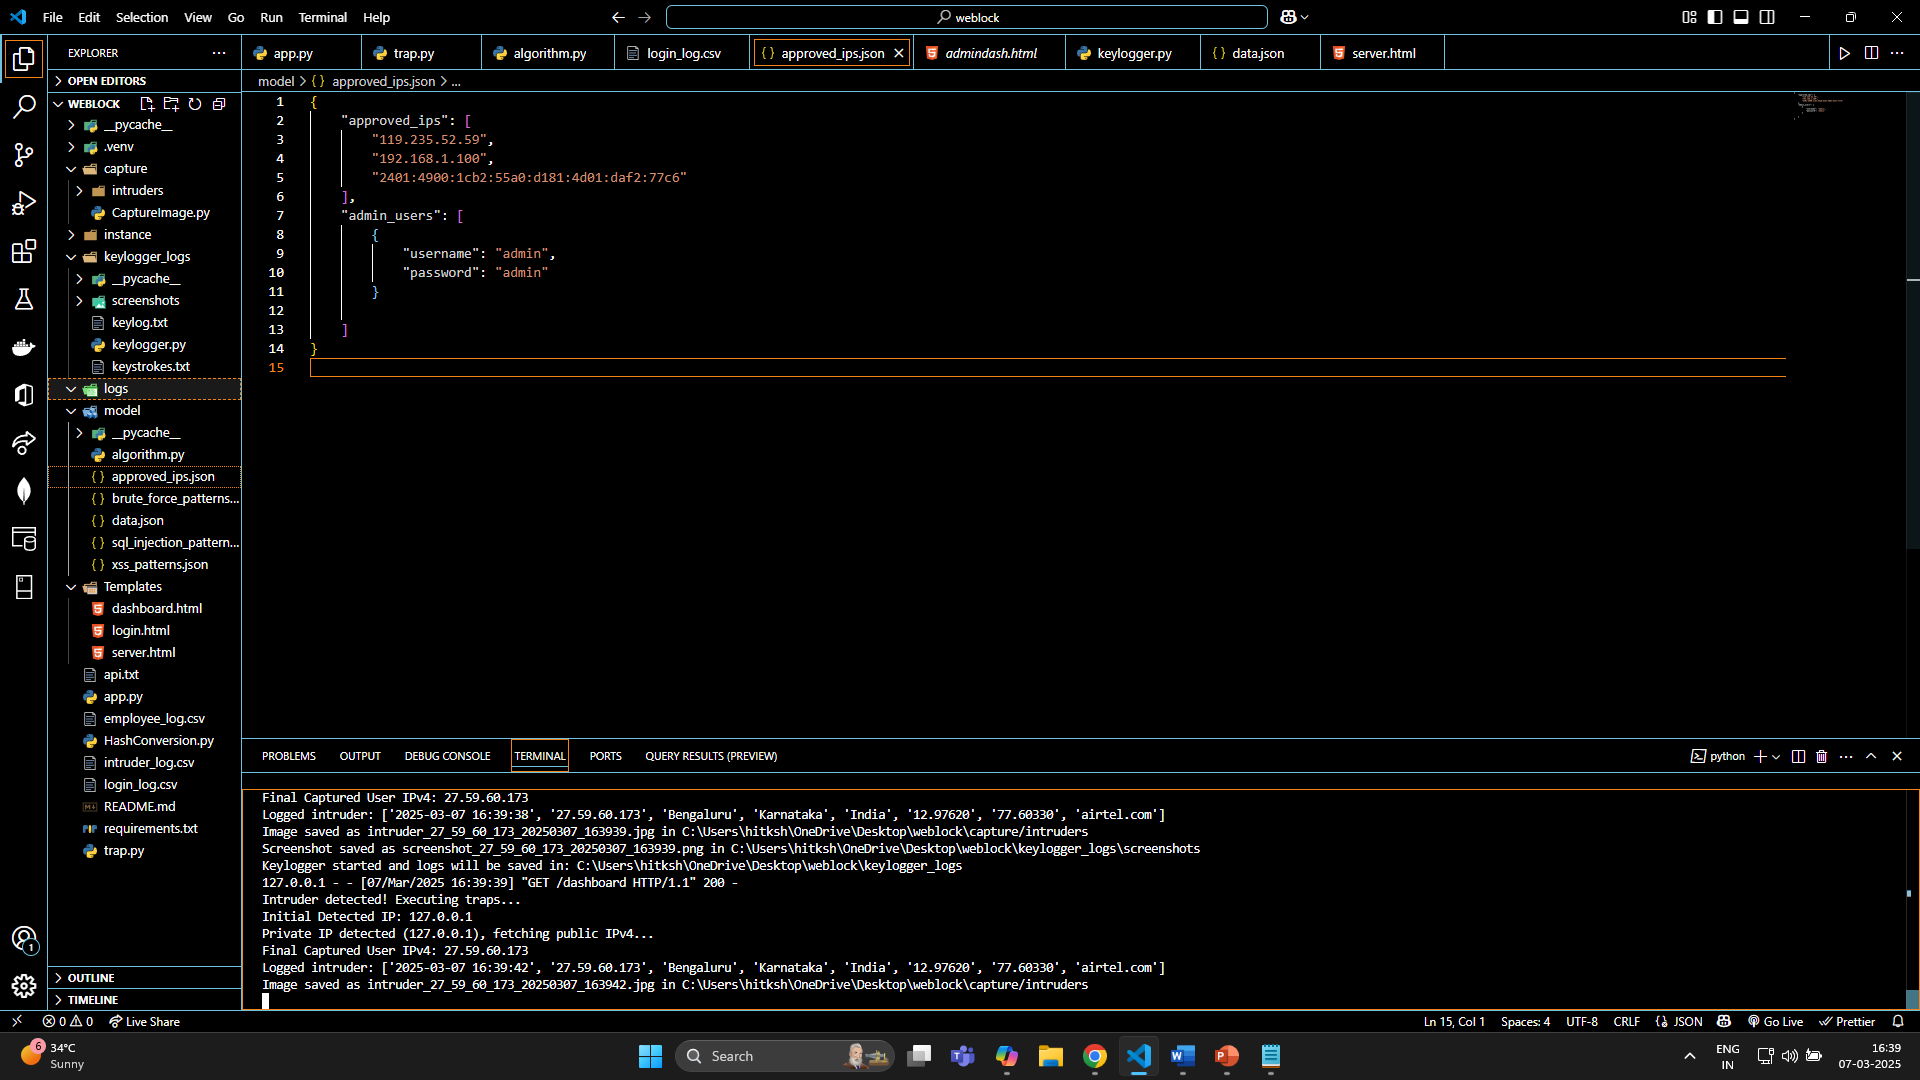 File Edit Selection View Go Run Terminal Help
weblock
EXPLORER
app.py
trap.py
algorithm.py
login_log.csv
{ } approved_ips.json
admindash.html
keylogger.py
{ } data.json
server.html
OPEN EDITORS
WEBLOCK
__pycache__
.venv
capture
intruders
CaptureImage.py
instance
keylogger_logs
__pycache__
screenshots
keylog.txt
keylogger.py
keystrokes.txt
logs
model
__pycache__
algorithm.py
{ } approved_ips.json
{ } brute_force_patterns...
{ } data.json
{ } sql_injection_pattern...
{ } xss_patterns.json
Templates
dashboard.html
login.html
server.html
api.txt
app.py
employee_log.csv
HashConversion.py
intruder_log.csv
login_log.csv
README.md
requirements.txt
trap.py
OUTLINE
TIMELINE
model > { } approved_ips.json > ...
1 {
2 "approved_ips": [
3 "119.235.52.59",
4 "192.168.1.100",
5 "2401:4900:1cb2:55a0:d181:4d01:daf2:77c6"
6 ],
7 "admin_users": [
8 {
9 "username": "admin",
10 "password": "admin"
11 }
12
13 ]
14 }
15
PROBLEMS OUTPUT DEBUG CONSOLE TERMINAL PORTS QUERY RESULTS (PREVIEW)
python
Final Captured User IPv4: 27.59.60.173
Logged intruder: ['2025-03-07 16:39:38', '27.59.60.173', 'Bengaluru', 'Karnataka', 'India', '12.97620', '77.60330', 'airtel.com']
Image saved as intruder_27_59_60_173_20250307_163939.jpg in C:\Users\hitksh\OneDrive\Desktop\weblock\capture/intruders
Screenshot saved as screenshot_27_59_60_173_20250307_163939.png in C:\Users\hitksh\OneDrive\Desktop\weblock\keylogger_logs\screenshots
Keylogger started and logs will be saved in: C:\Users\hitksh\OneDrive\Desktop\weblock\keylogger_logs
127.0.0.1 - - [07/Mar/2025 16:39:39] "GET /dashboard HTTP/1.1" 200 -
Intruder detected! Executing traps...
Initial Detected IP: 127.0.0.1
Private IP detected (127.0.0.1), fetching public IPv4...
Final Captured User IPv4: 27.59.60.173
Logged intruder: ['2025-03-07 16:39:42', '27.59.60.173', 'Bengaluru', 'Karnataka', 'India', '12.97620', '77.60330', 'airtel.com']
Image saved as intruder_27_59_60_173_20250307_163942.jpg in C:\Users\hitksh\OneDrive\Desktop\weblock\capture/intruders
1
0 0 Live Share
Ln 15, Col 1 Spaces: 4 UTF-8 CRLF { } JSON Go Live Prettier
6
34°C
Sunny
Search
ENG
IN
16:39
07-03-2025